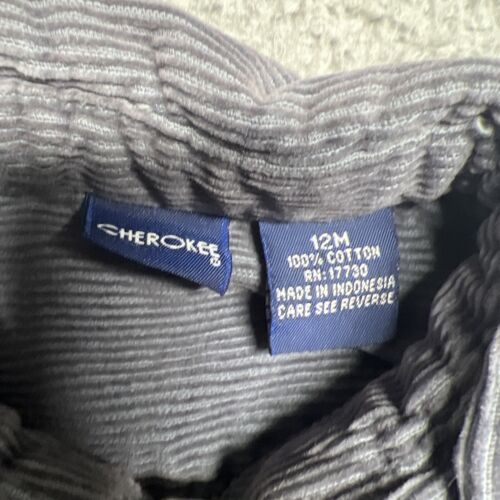 CHEROKEE®
12M
100% COTTON
RN: 17730
MADE IN INDONESIA
CARE SEE REVERSE